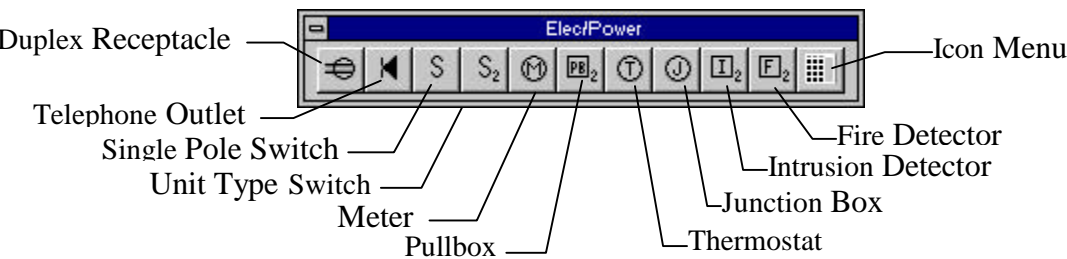 Elec/Power
Duplex Receptacle
Icon Menu
S S2 M PB2 T J I2 F2
Telephone Outlet
Fire Detector
Single Pole Switch
Intrusion Detector
Unit Type Switch
Junction Box
Meter
Thermostat
Pullbox